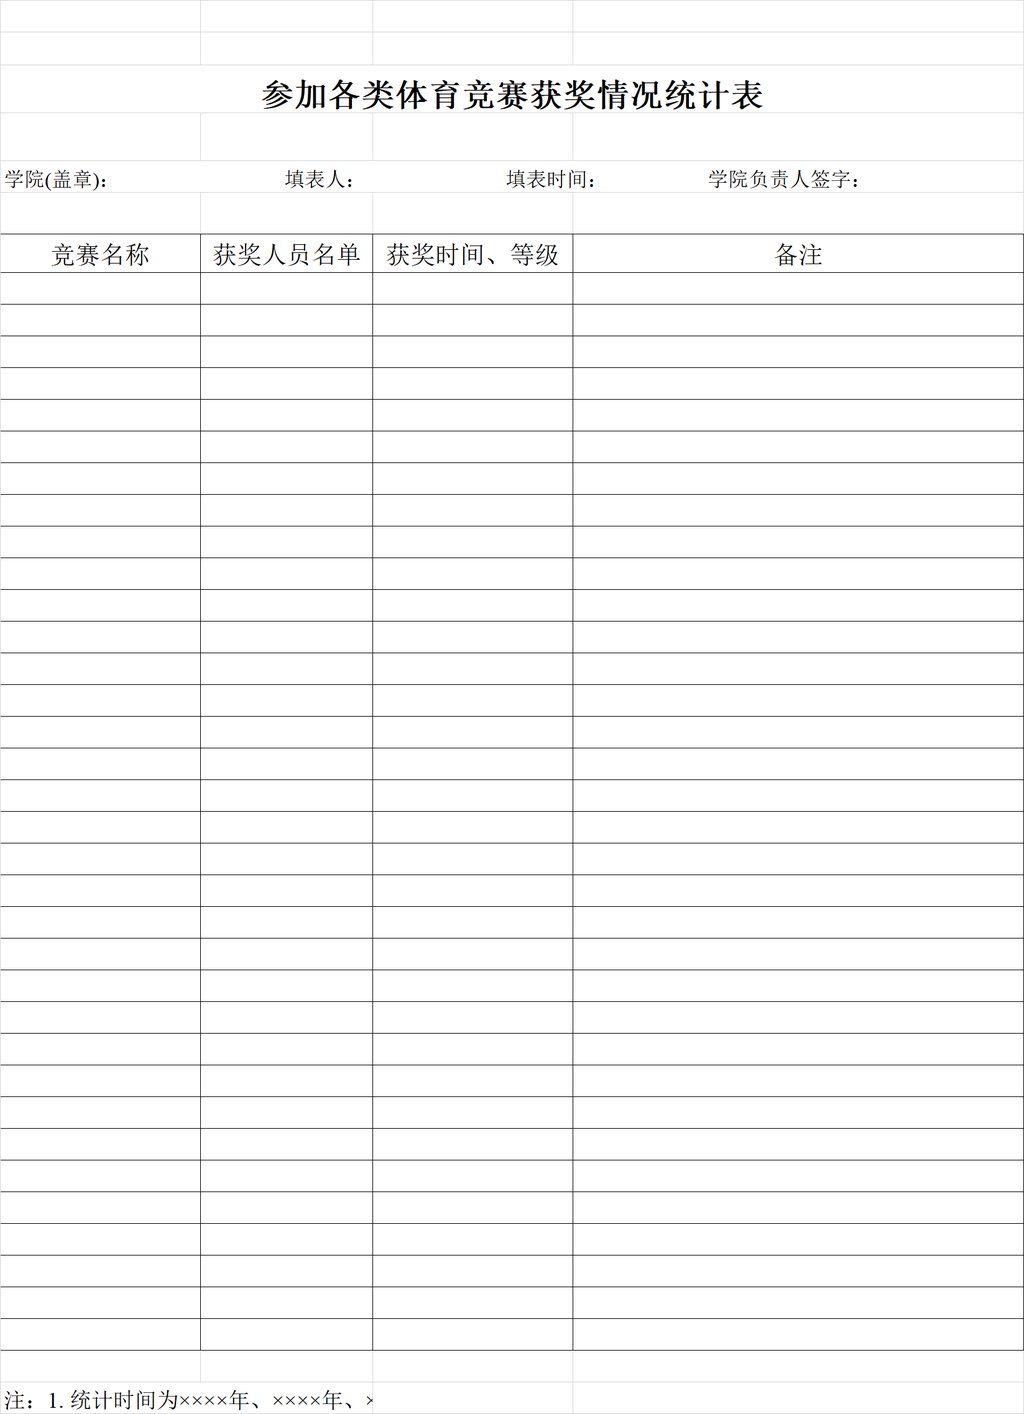 参加各类体育竞赛获奖情况统计表
学院(盖章)： 填表人： 填表时间： 学院负责人签字：
竞赛名称 获奖人员名单 获奖时间、等级 备注
注：1. 统计时间为××××年、××××年、×